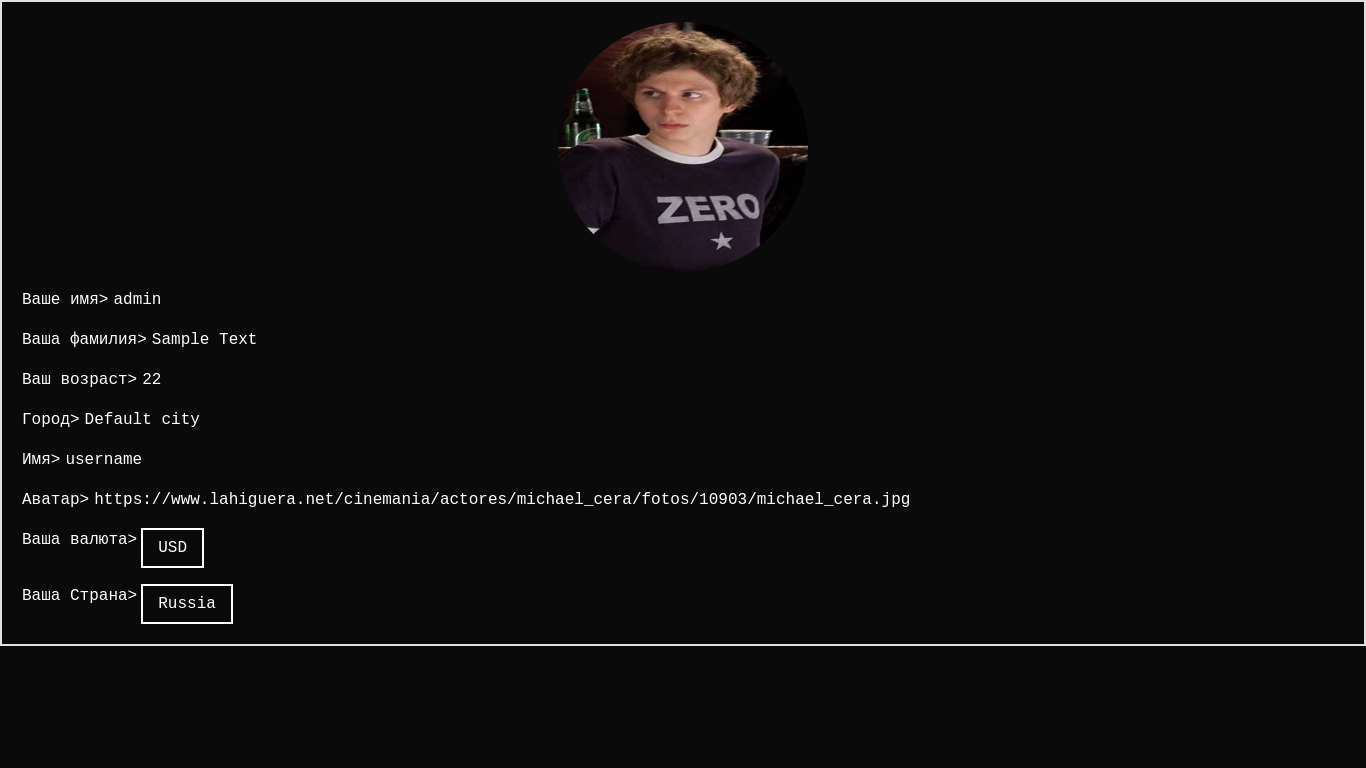 ZERO
Ваше имя> admin
Ваша фамилия> Sample Text
Ваш возраст> 22
Город> Default city
Имя> username
Аватар> https://www.lahiguera.net/cinemania/actores/michael_cera/fotos/10903/michael_cera.jpg
Ваша валюта> USD
Ваша Страна> Russia